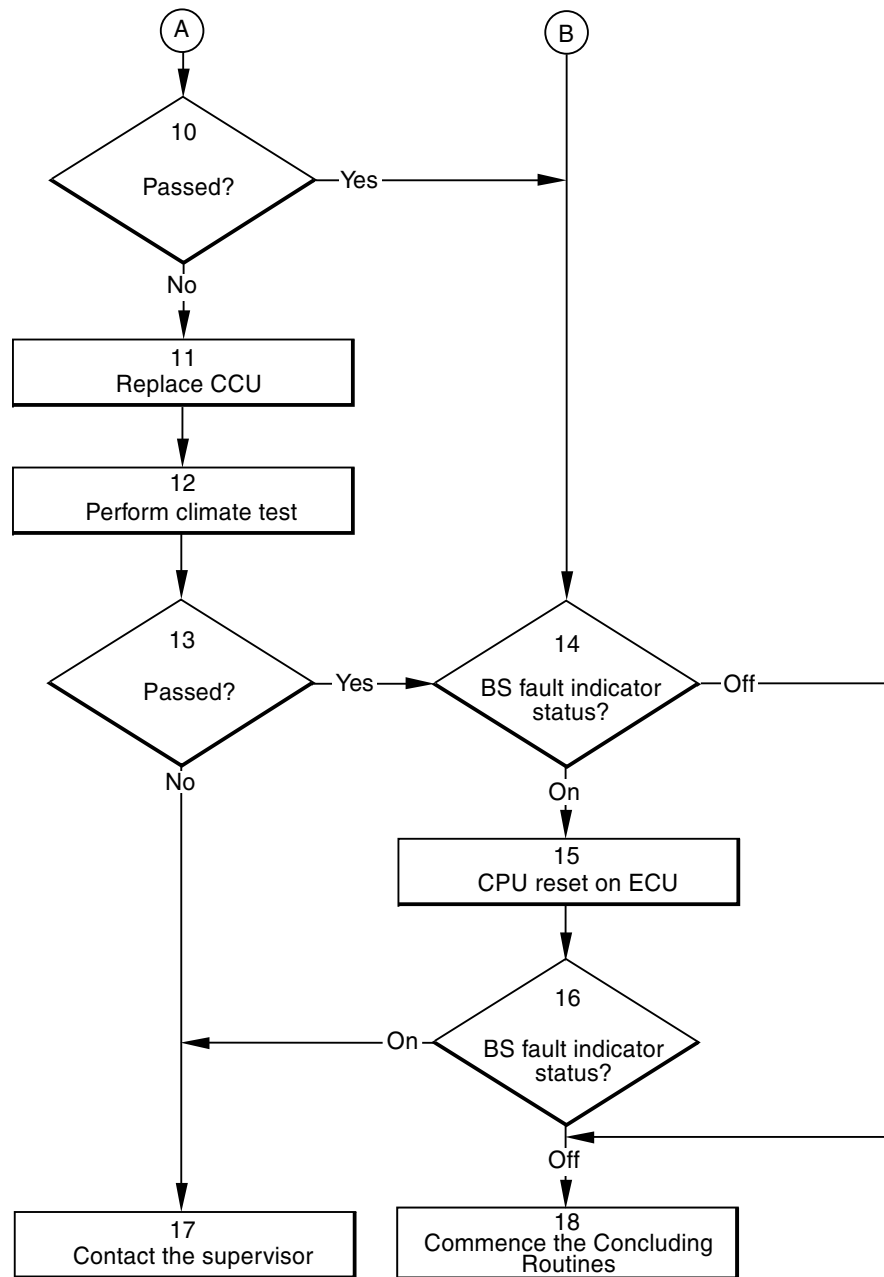 A
B
10
Passed?
Yes
No
11
Replace CCU
12
Perform climate test
13
Passed?
Yes
14
BS fault indicator
status?
Off
No
On
15
CPU reset on ECU
16
BS fault indicator
status?
On
Off
17
Contact the supervisor
18
Commence the Concluding
Routines